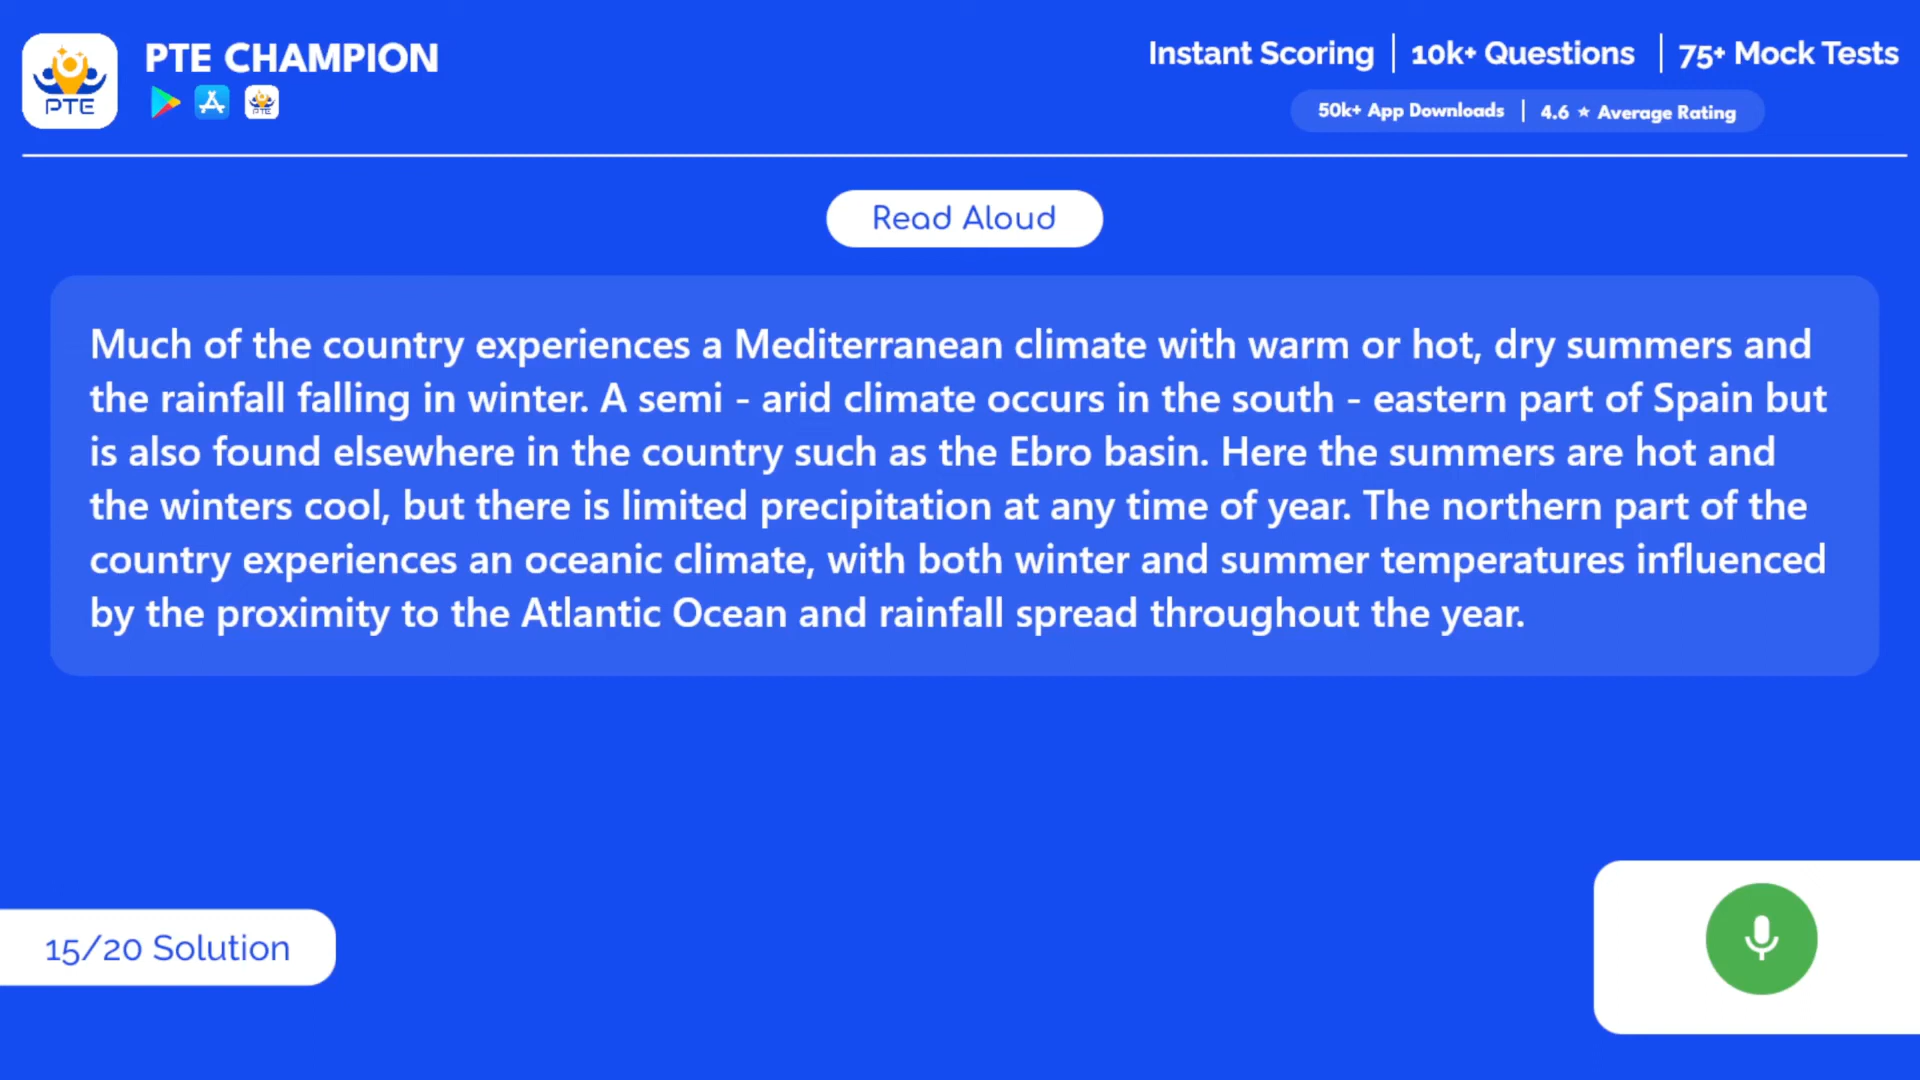 PTE CHAMPION
PTE
PTE
Instant Scoring | 10k+ Questions | 75+ Mock Tests
50k+ App Downloads | 4.6 ★ Average Rating
Read Aloud
Much of the country experiences a Mediterranean climate with warm or hot, dry summers and
the rainfall falling in winter. A semi - arid climate occurs in the south - eastern part of Spain but
is also found elsewhere in the country such as the Ebro basin. Here the summers are hot and
the winters cool, but there is limited precipitation at any time of year. The northern part of the
country experiences an oceanic climate, with both winter and summer temperatures influenced
by the proximity to the Atlantic Ocean and rainfall spread throughout the year.
15/20 Solution